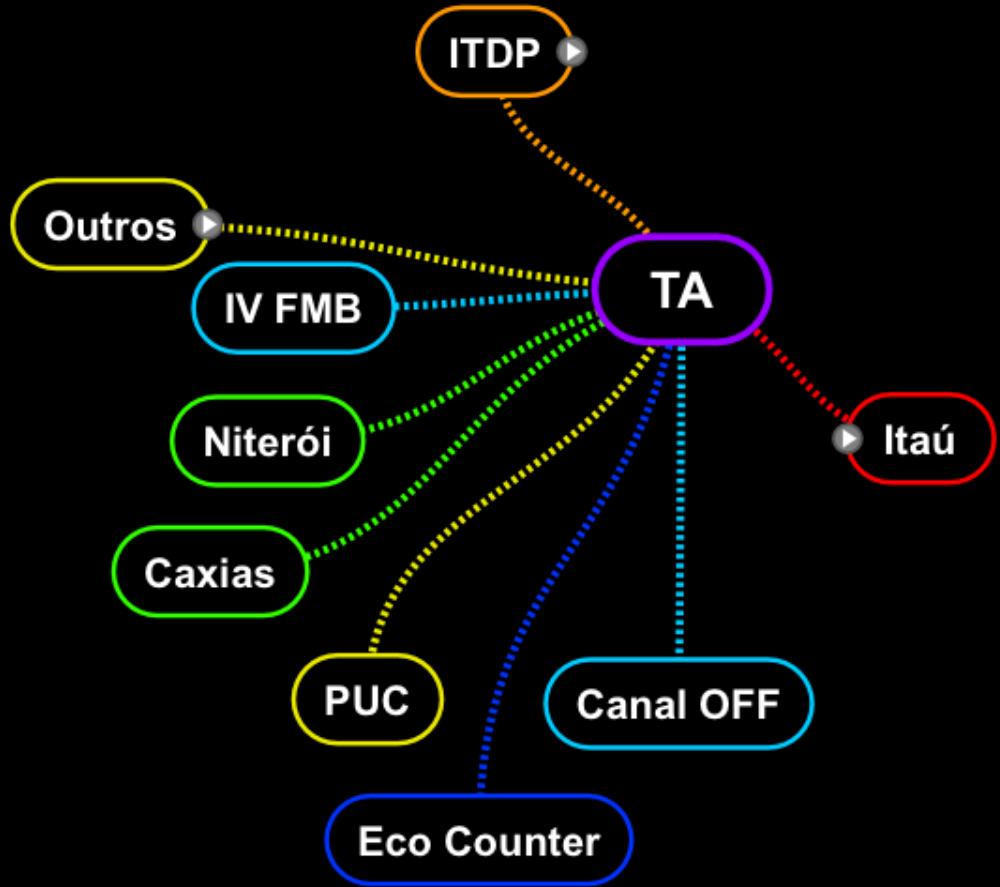 ITDP
Outros
TA
IV FMB
Niterói
Itaú
Caxias
PUC
Canal OFF
Eco Counter